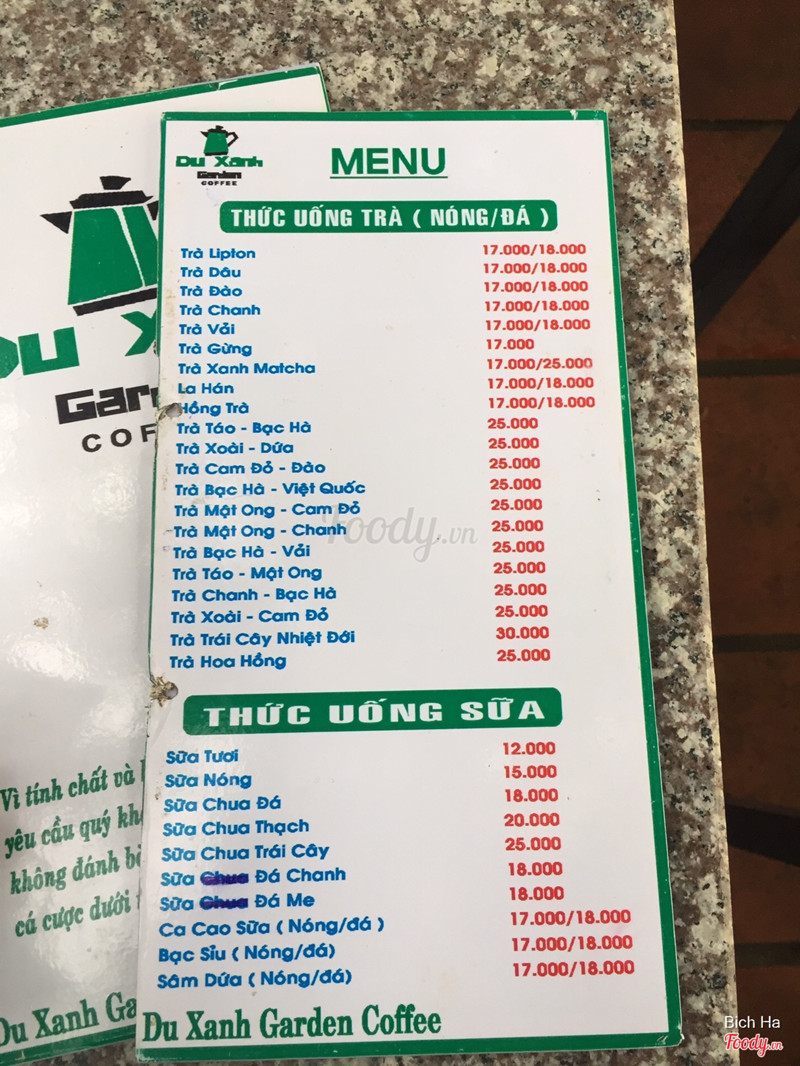 Du Xanh
Garden
COFFEE
MENU
THỨC UỐNG TRÀ ( NÓNG/ĐÁ )
Trà Lipton 17.000/18.000
Trà Dâu 17.000/18.000
Trà Đào 17.000/18.000
Trà Chanh 17.000/18.000
Trà Vải 17.000/18.000
Trà Gừng 17.000
Trà Xanh Matcha 17.000/25.000
La Hán 17.000/18.000
Hồng Trà 17.000/18.000
Trà Táo - Bạc Hà 25.000
Trà Xoài - Dứa 25.000
Trà Cam Đỏ - Đào 25.000
Trà Bạc Hà - Việt Quốc 25.000
Trà Mật Ong - Cam Đỏ 25.000
Trà Mật Ong - Chanh 25.000
Trà Bạc Hà - Vải 25.000
Trà Táo - Mật Ong 25.000
Trà Chanh - Bạc Hà 25.000
Trà Xoài - Cam Đỏ 25.000
Trà Trái Cây Nhiệt Đới 30.000
Trà Hoa Hồng 25.000
THỨC UỐNG SỮA
Sữa Tươi 12.000
Sữa Nóng 15.000
Sữa Chua Đá 18.000
Sữa Chua Thạch 20.000
Sữa Chua Trái Cây 25.000
Sữa Chua Đá Chanh 18.000
Sữa Chua Đá Me 18.000
Ca Cao Sữa ( Nóng/đá ) 17.000/18.000
Bạc Sỉu ( Nóng/đá) 17.000/18.000
Sâm Dứa ( Nóng/đá) 17.000/18.000
Du Xanh Garden Coffee
Du
Vì tính chất và
yêu cầu quý
không đánh
cá cược dưới
Du Xanh
Foody.vn
Bich Ha
Foody.vn